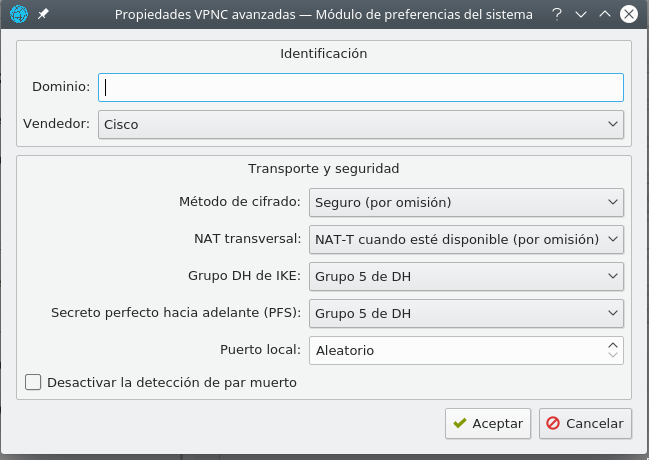 Propiedades VPNC avanzadas — Módulo de preferencias del sistema
Identificación
Dominio:
Vendedor: Cisco
Transporte y seguridad
Método de cifrado: Seguro (por omisión)
NAT transversal: NAT-T cuando esté disponible (por omisión)
Grupo DH de IKE: Grupo 5 de DH
Secreto perfecto hacia adelante (PFS): Grupo 5 de DH
Puerto local: Aleatorio
Desactivar la detección de par muerto
Aceptar Cancelar